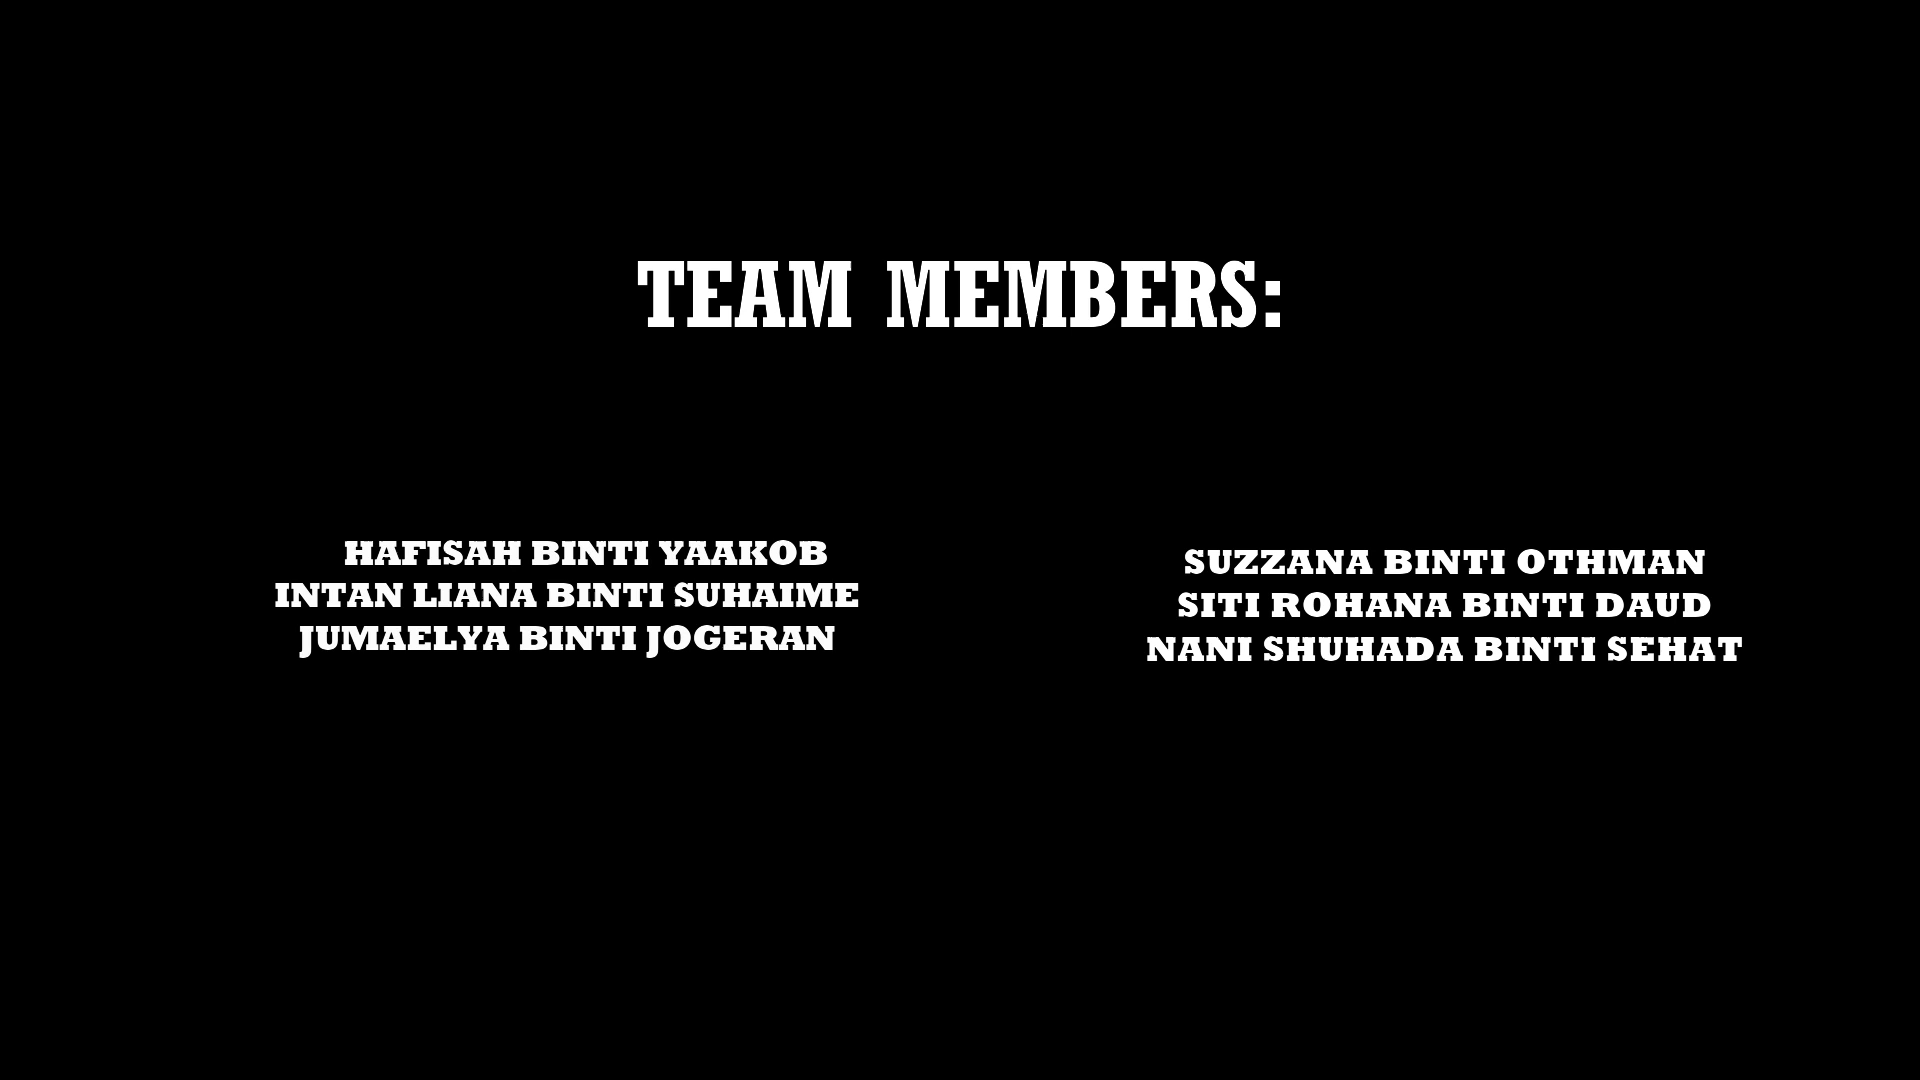 TEAM MEMBERS:
HAFISAH BINTI YAAKOB
INTAN LIANA BINTI SUHAIME
JUMAELYA BINTI JOGERAN
SUZZANA BINTI OTHMAN
SITI ROHANA BINTI DAUD
NANI SHUHADA BINTI SEHAT